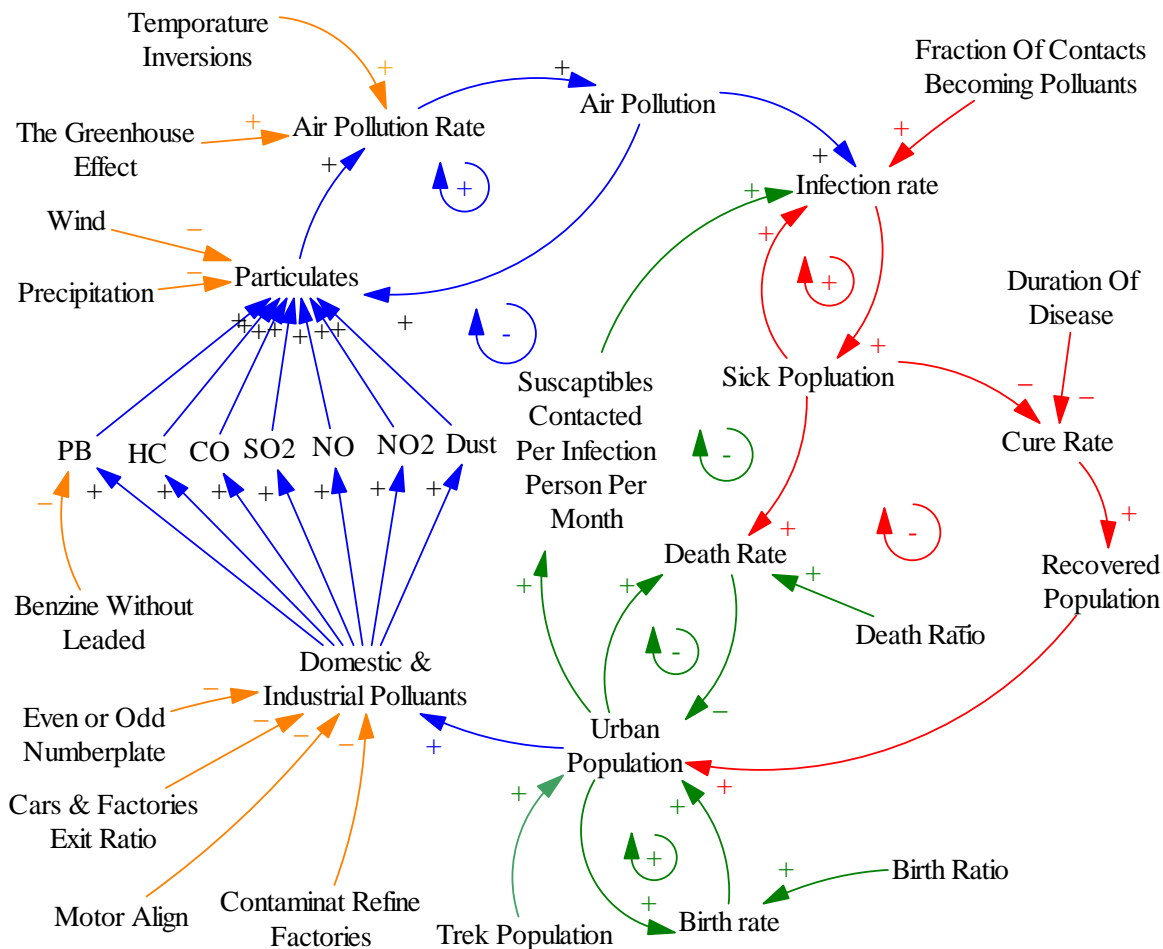 Temperature
Inversions
Fraction Of Contacts
Becoming Polluants
+
+
Air Pollution
The Greenhouse
Effect
+
Air Pollution Rate
+
+
+
Infection rate
+
+
Wind
−
+
+
Particulates
−
Precipitation
Duration Of
Disease
+
+
+
+
+
+
+
+
-
+
Sick Popluation
Suscaptibles
Contacted
Per Infection
Person Per
Month
−
−
PB
HC
CO
SO2
NO
NO2
Dust
Cure Rate
-
+
+
+
+
+
+
+
−
+
+
-
Death Rate
Recovered
Population
+
+
+
Benzine Without
Leaded
Death Ratio
-
Domestic &
Industrial Polluants
−
Even or Odd
Numberplate
−
−
−
+
−
Urban
Population
+
+
+
Cars & Factories
Exit Ratio
+
+
Birth Ratio
Motor Align
Contaminat Refine
Factories
+
Birth rate
Trek Population